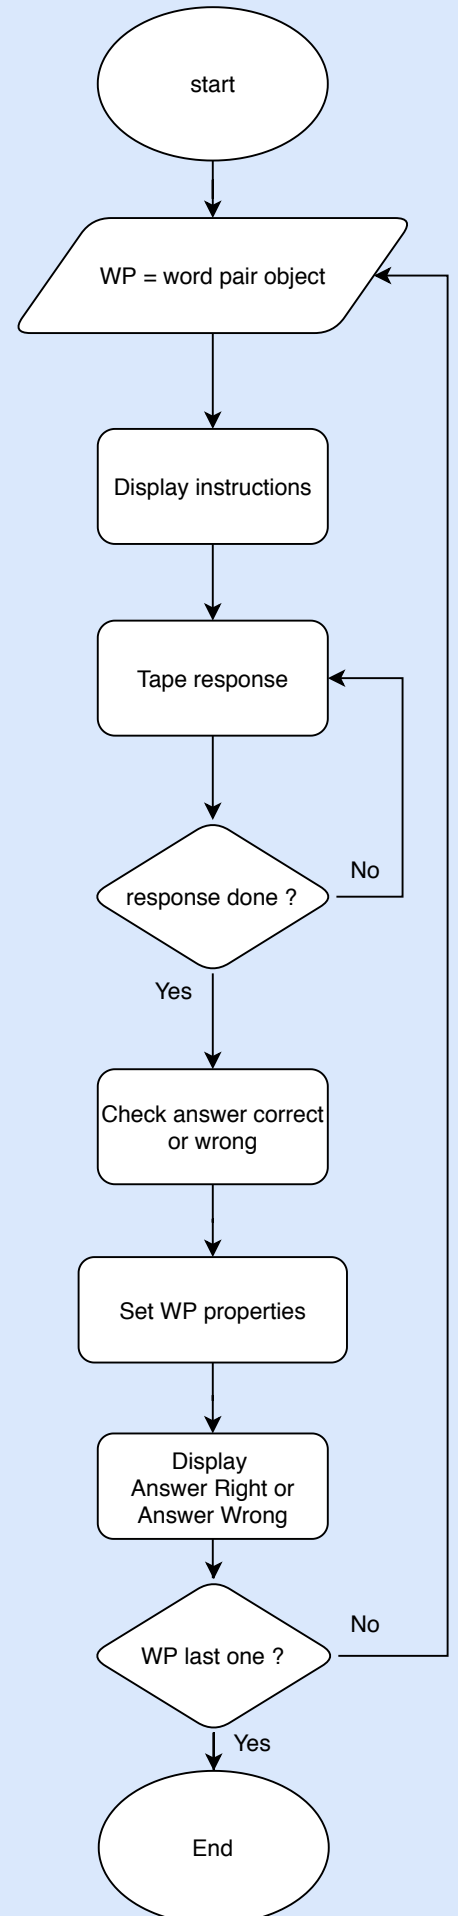 start
WP = word pair object
Display instructions
Tape response
response done ?
No
Yes
Check answer correct
or wrong
Set WP properties
Display
Answer Right or
Answer Wrong
WP last one ?
No
Yes
End